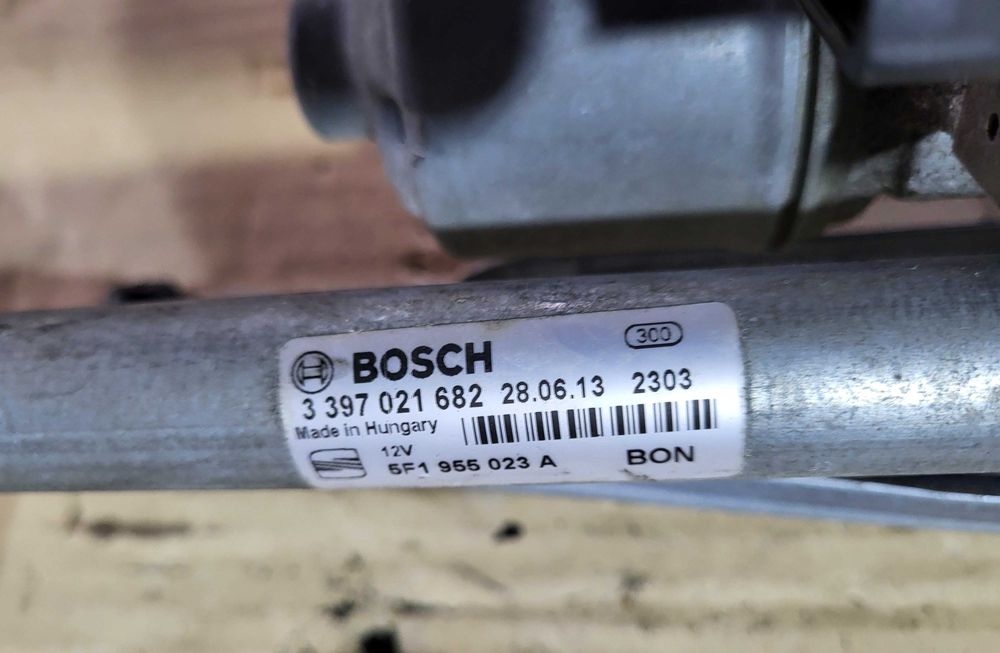 300
BOSCH
3 397 021 682 28.06.13 2303
Made in Hungary
12V
5F1 955 023 A BON